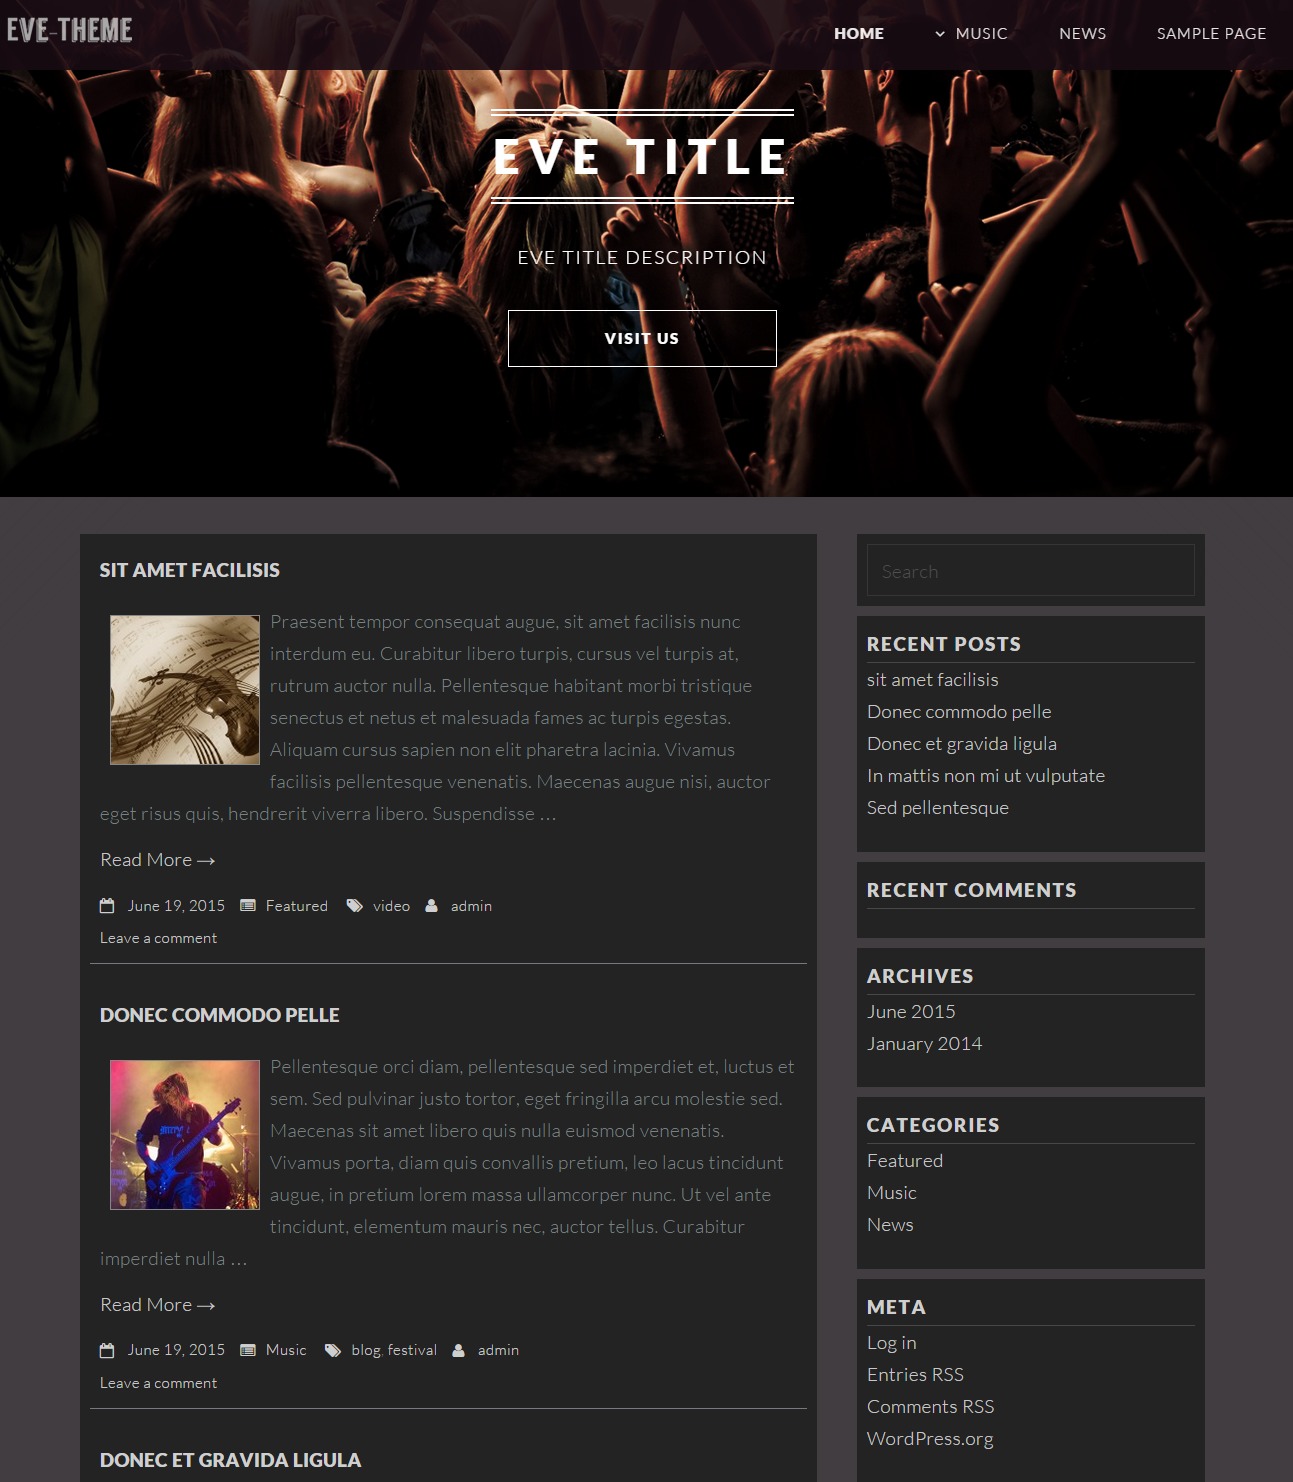 EVE-THEME
HOME MUSIC NEWS SAMPLE PAGE
EVE TITLE
EVE TITLE DESCRIPTION
VISIT US
SIT AMET FACILISIS
Praesent tempor consequat augue, sit amet facilisis nunc
interdum eu. Curabitur libero turpis, cursus vel turpis at,
rutrum auctor nulla. Pellentesque habitant morbi tristique
senectus et netus et malesuada fames ac turpis egestas.
Aliquam cursus sapien non elit pharetra lacinia. Vivamus
facilisis pellentesque venenatis. Maecenas augue nisi, auctor
eget risus quis, hendrerit viverra libero. Suspendisse …
Read More →
June 19, 2015 Featured video admin
Leave a comment
DONEC COMMODO PELLE
Pellentesque orci diam, pellentesque sed imperdiet et, luctus et
sem. Sed pulvinar justo tortor, eget fringilla arcu molestie sed.
Maecenas sit amet libero quis nulla euismod venenatis.
Vivamus porta, diam quis convallis pretium, leo lacus tincidunt
augue, in pretium lorem massa ullamcorper nunc. Ut vel ante
tincidunt, elementum mauris nec, auctor tellus. Curabitur
imperdiet nulla …
Read More →
June 19, 2015 Music blog, festival admin
Leave a comment
DONEC ET GRAVIDA LIGULA
Search
RECENT POSTS
sit amet facilisis
Donec commodo pelle
Donec et gravida ligula
In mattis non mi ut vulputate
Sed pellentesque
RECENT COMMENTS
ARCHIVES
June 2015
January 2014
CATEGORIES
Featured
Music
News
META
Log in
Entries RSS
Comments RSS
WordPress.org